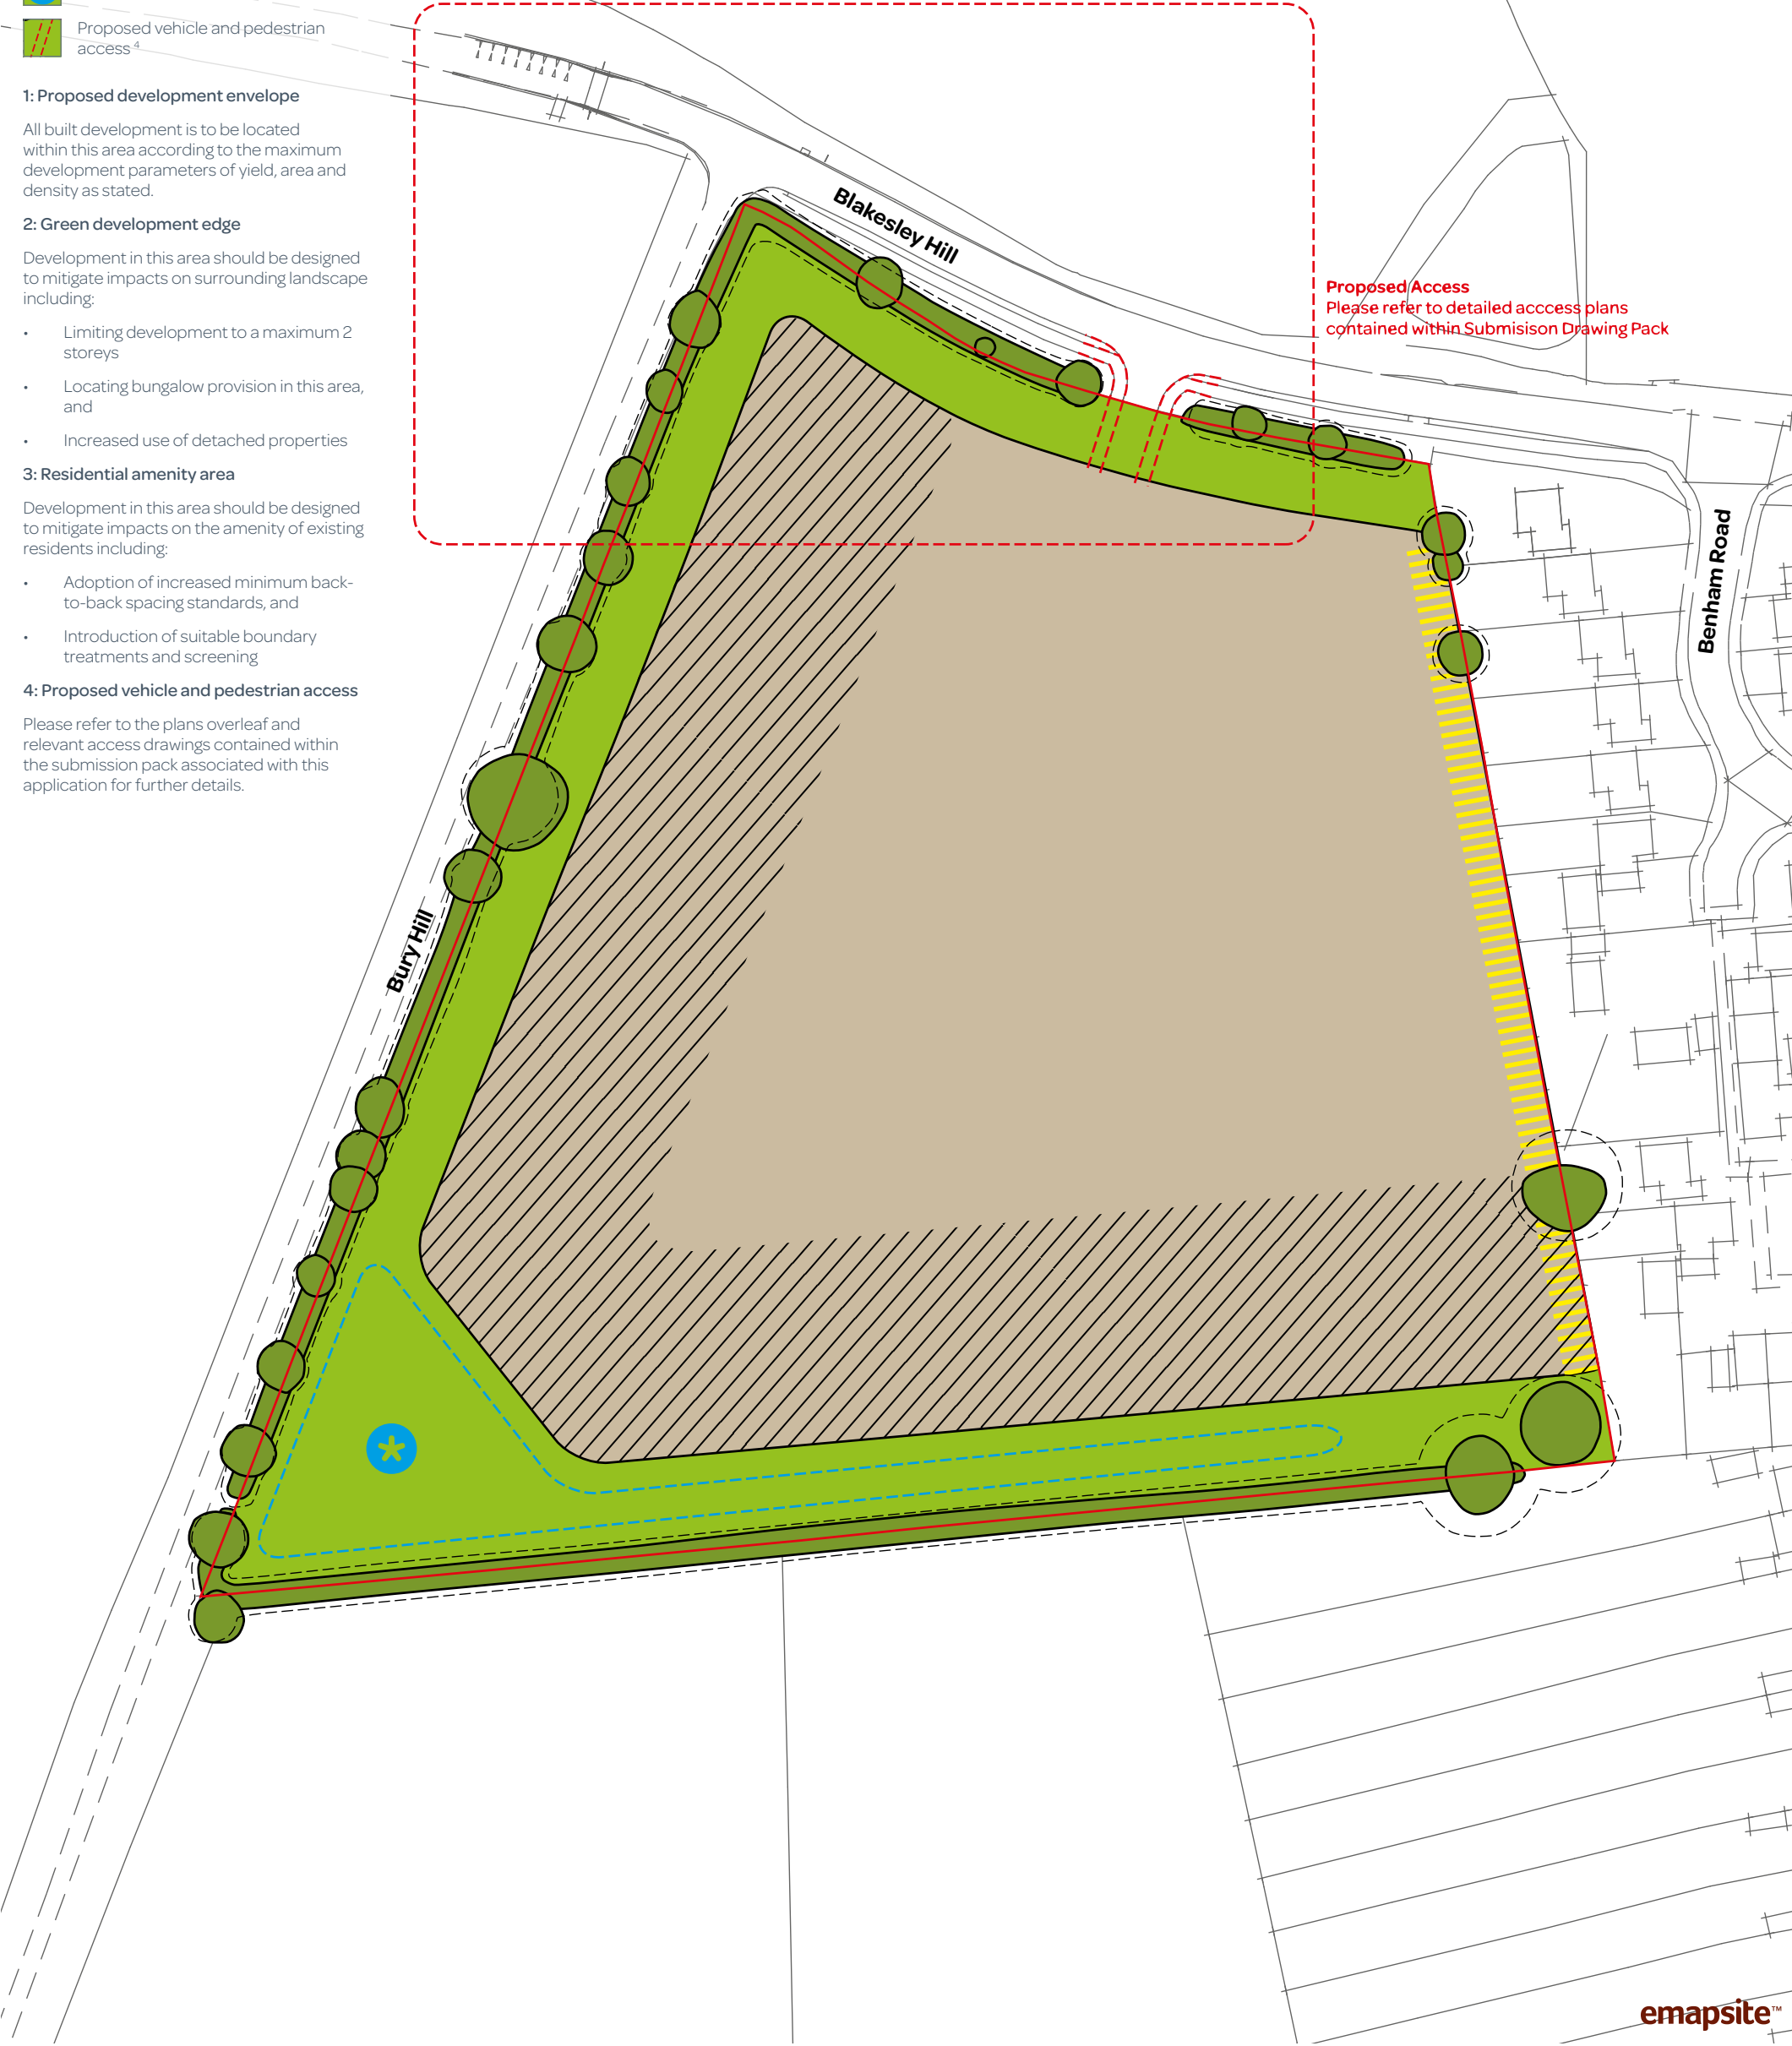 Proposed vehicle and pedestrian
access 4
1: Proposed development envelope
All built development is to be located
within this area according to the maximum
development parameters of yield, area and
density as stated.
2: Green development edge
Development in this area should be designed
to mitigate impacts on surrounding landscape
including:
• Limiting development to a maximum 2
storeys
• Locating bungalow provision in this area,
and
• Increased use of detached properties
3: Residential amenity area
Development in this area should be designed
to mitigate impacts on the amenity of existing
residents including:
• Adoption of increased minimum back-
to-back spacing standards, and
• Introduction of suitable boundary
treatments and screening
4: Proposed vehicle and pedestrian access
Please refer to the plans overleaf and
relevant access drawings contained within
the submission pack associated with this
application for further details.
Blakesley Hill
Proposed Access
Please refer to detailed acccess plans
contained within Submisison Drawing Pack
Benham Road
Bury Hill
*
emapsite™